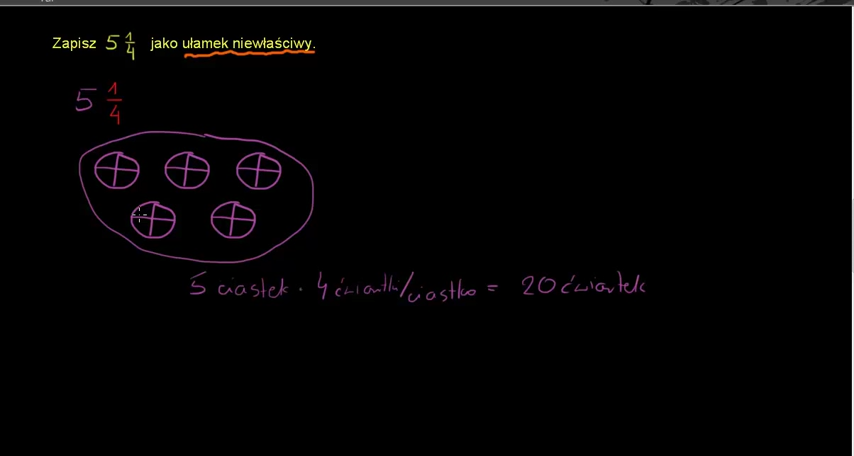 Zapisz 5 1/4 jako ułamek niewłaściwy.
5 1/4
5 ciastek · 4 ćwiartki/ciastko = 20 ćwiartek